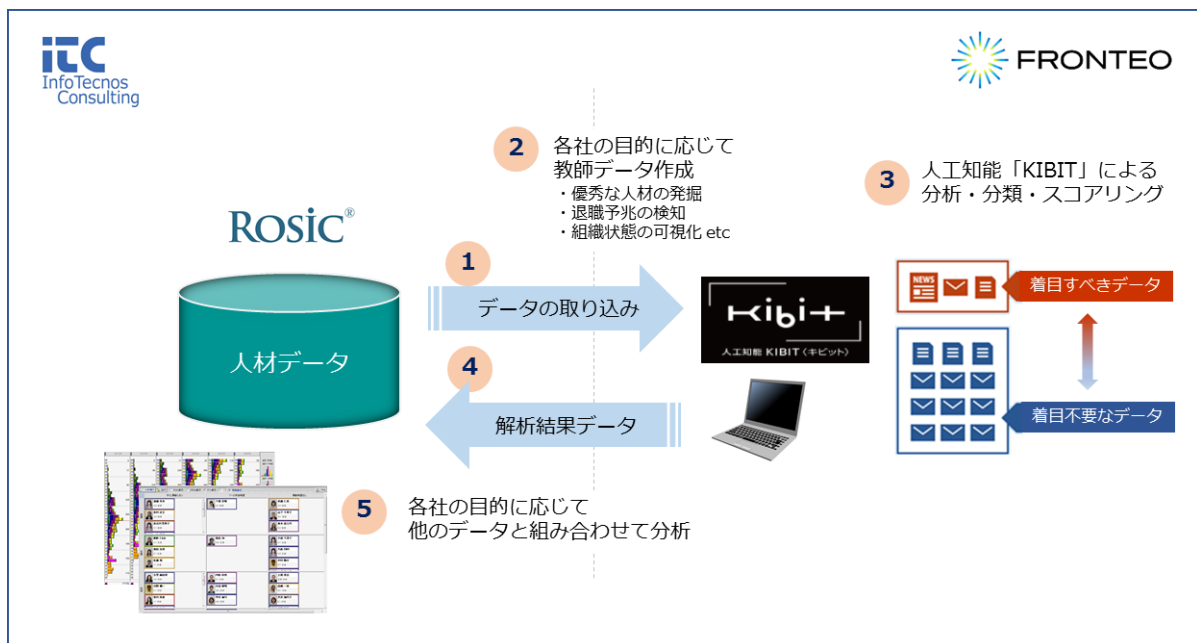 iTC
InfoTecnos
Consulting
FRONTEO
2
各社の目的に応じて
教師データ作成
・優秀な人材の発掘
・退職予兆の検知
・組織状態の可視化 etc
3
人工知能「KIBIT」による
分析・分類・スコアリング
ROSIC®
人材データ
1
データの取り込み
KiBiT
人工知能 KIBIT〈キビット〉
NEWS
着目すべきデータ
着目不要なデータ
4
解析結果データ
5
各社の目的に応じて
他のデータと組み合わせて分析